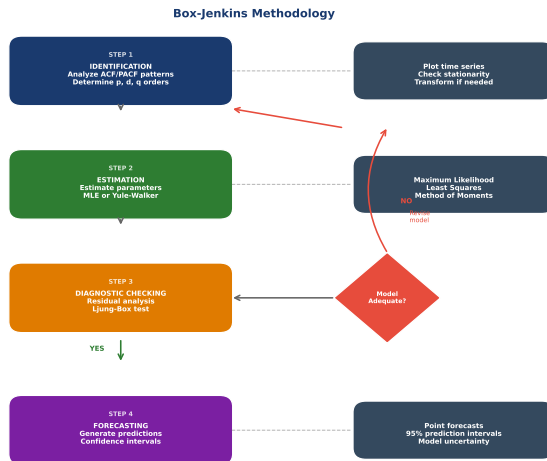 Box-Jenkins Methodology
STEP 1
IDENTIFICATION
Analyze ACF/PACF patterns
Determine p, d, q orders
Plot time series
Check stationarity
Transform if needed
STEP 2
ESTIMATION
Estimate parameters
MLE or Yule-Walker
Maximum Likelihood
Least Squares
Method of Moments
NO
Revise
model
STEP 3
DIAGNOSTIC CHECKING
Residual analysis
Ljung-Box test
Model
Adequate?
YES
STEP 4
FORECASTING
Generate predictions
Confidence intervals
Point forecasts
95% prediction intervals
Model uncertainty